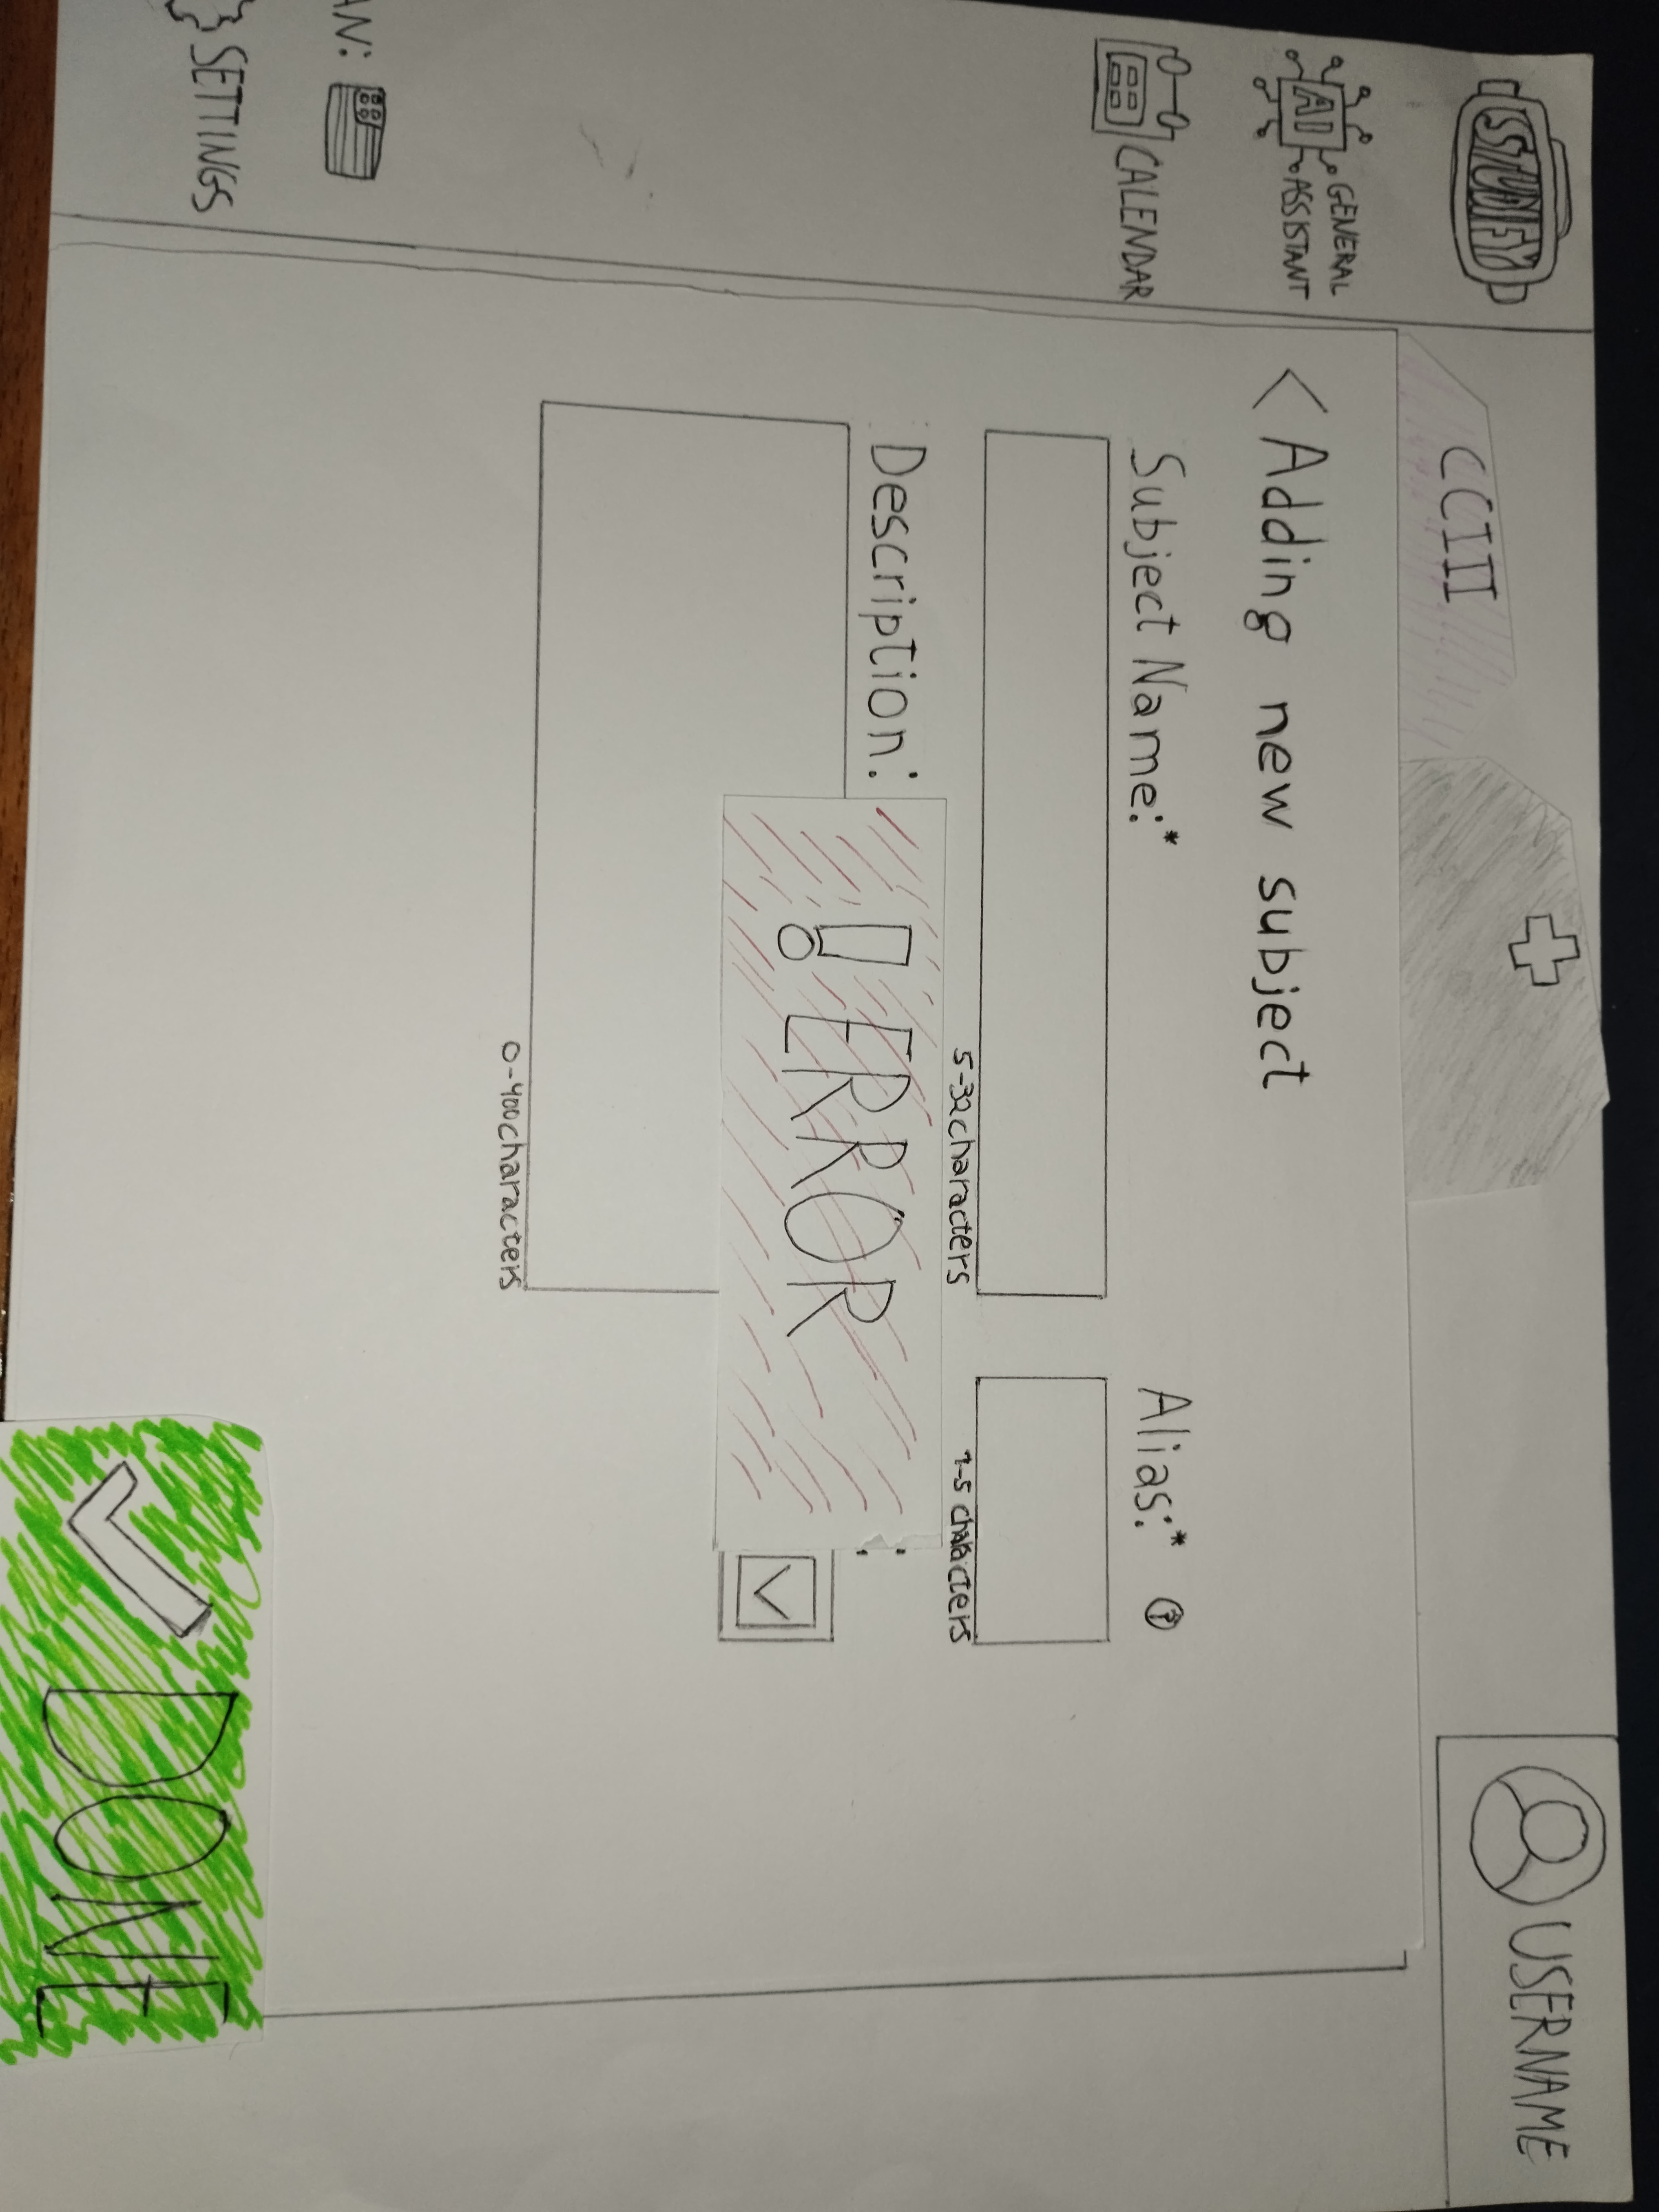 STUDIFY
GENERAL
ASSISTANT
AI
CALENDAR
AN:
SETTINGS
CCIII
USERNAME
< Adding new subject
Subject Name:*
Alias:* ?
5-32 characters
1-5 characters
Description:
:
! ERROR
0-400 characters
DONE